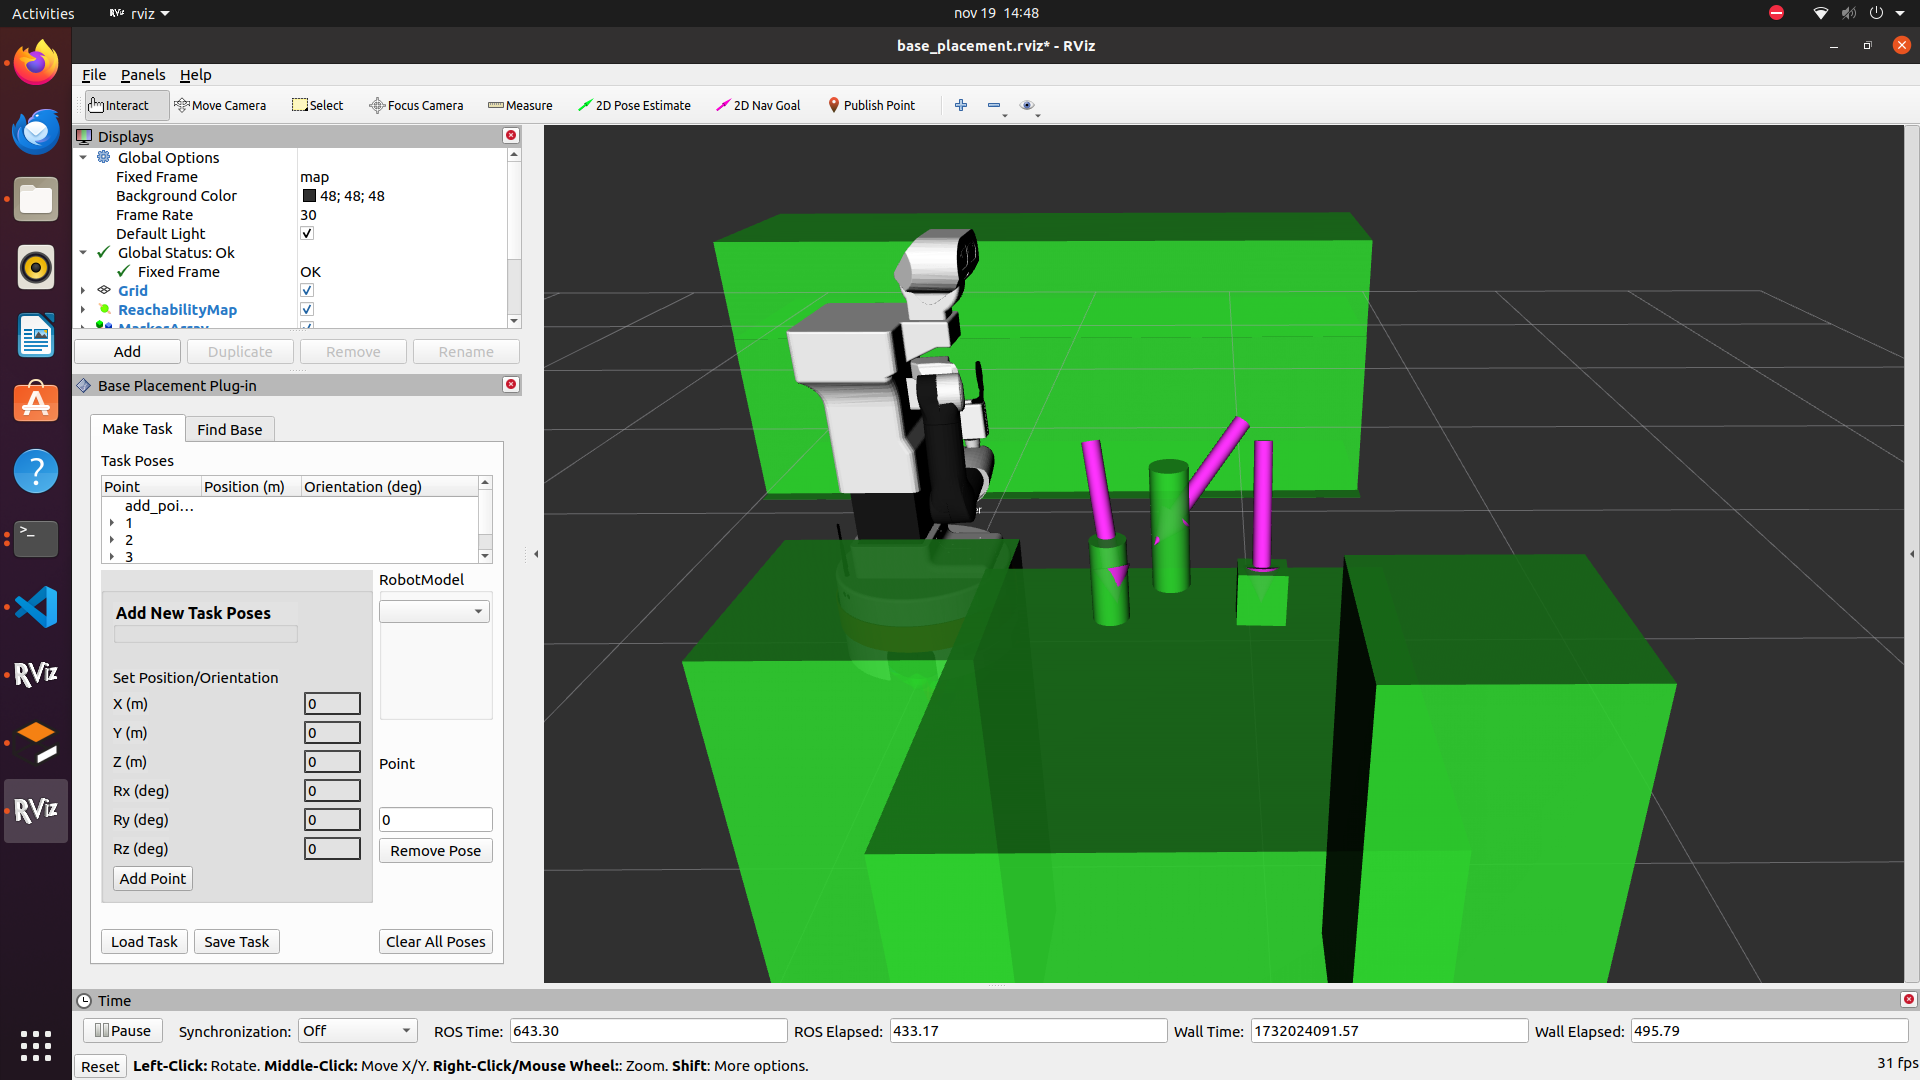 Activities rviz nov 19 14:48
base_placement.rviz* - RViz
File Panels Help
Interact Move Camera Select Focus Camera Measure 2D Pose Estimate 2D Nav Goal Publish Point
Displays
Global Options
Fixed Frame map
Background Color 48; 48; 48
Frame Rate 30
Default Light
Global Status: Ok
Fixed Frame OK
Grid
ReachabilityMap
MarkerArray
Add Duplicate Remove Rename
Base Placement Plug-in
Make Task Find Base
Task Poses
Point Position (m) Orientation (deg)
add_poi...
1
2
3
RobotModel
Add New Task Poses
Set Position/Orientation
X (m) 0
Y (m) 0
Z (m) 0
Point
Rx (deg) 0
Ry (deg) 0 0
Rz (deg) 0 Remove Pose
Add Point
Load Task Save Task Clear All Poses
RViz
RViz
Time
Pause Synchronization: Off ROS Time: 643.30 ROS Elapsed: 433.17 Wall Time: 1732024091.57 Wall Elapsed: 495.79
Reset Left-Click: Rotate. Middle-Click: Move X/Y. Right-Click/Mouse Wheel:: Zoom. Shift: More options. 31 fps